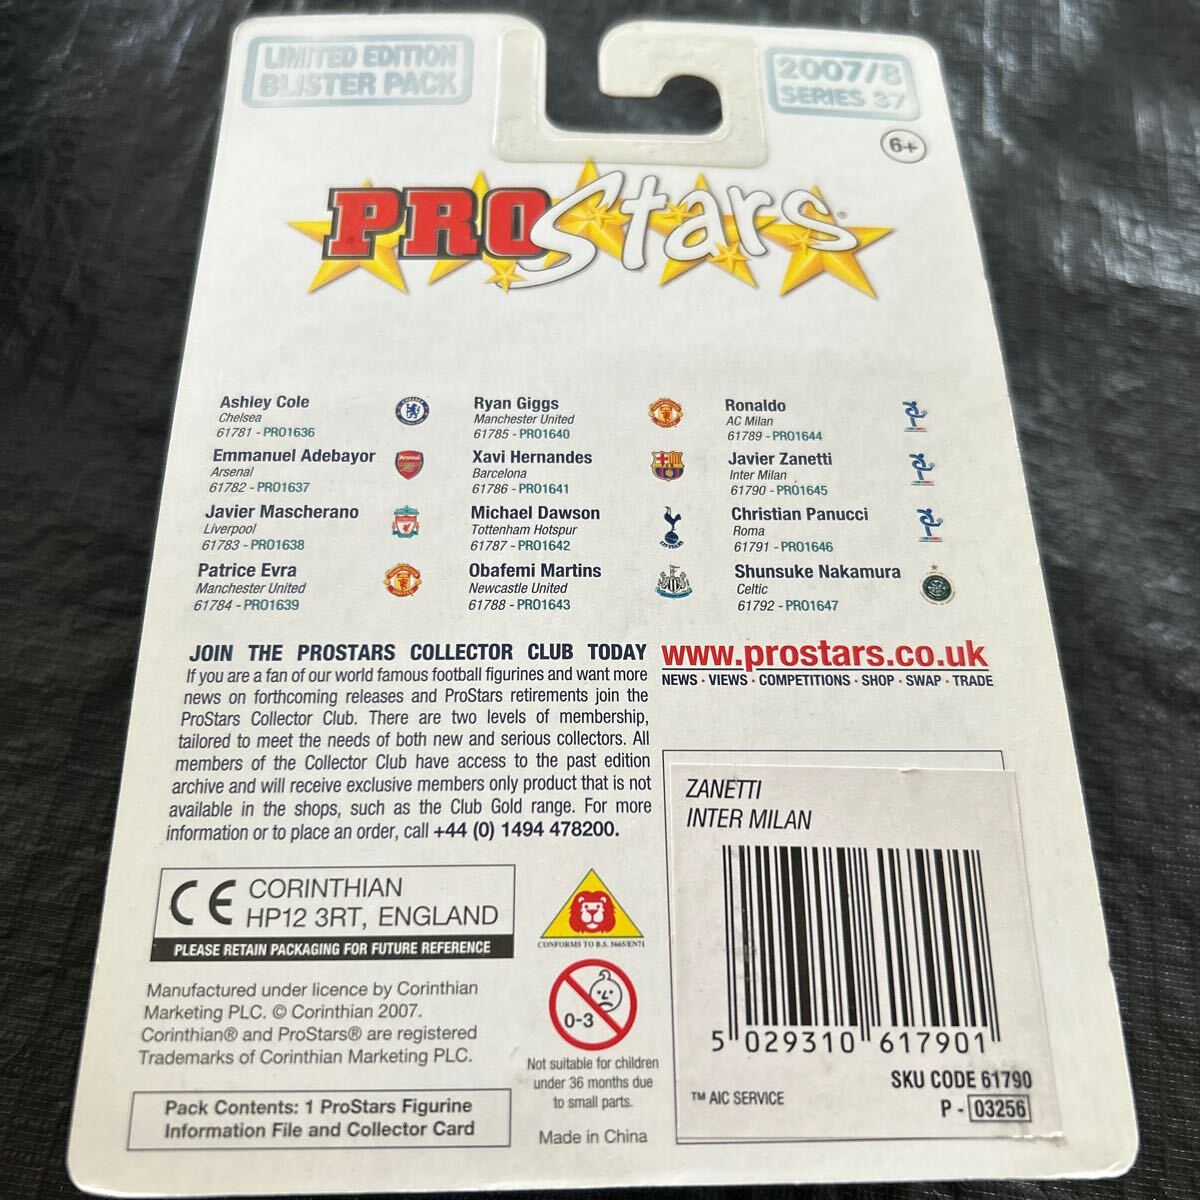 LIMITED EDITION
BLISTER PACK
2007/8
SERIES 37
6+
PROStars®
Ashley Cole
Chelsea
61781 - PRO1636
Emmanuel Adebayor
Arsenal
61782 - PRO1637
Javier Mascherano
Liverpool
61783 - PRO1638
Patrice Evra
Manchester United
61784 - PRO1639
Ryan Giggs
Manchester United
61785 - PRO1640
Xavi Hernandes
Barcelona
61786 - PRO1641
Michael Dawson
Tottenham Hotspur
61787 - PRO1642
Obafemi Martins
Newcastle United
61788 - PRO1643
Ronaldo
AC Milan
61789 - PRO1644
Javier Zanetti
Inter Milan
61790 - PRO1645
Christian Panucci
Roma
61791 - PRO1646
Shunsuke Nakamura
Celtic
61792 - PRO1647
Arsenal
JOIN THE PROSTARS COLLECTOR CLUB TODAY
If you are a fan of our world famous football figurines and want more
news on forthcoming releases and ProStars retirements join the
ProStars Collector Club. There are two levels of membership,
tailored to meet the needs of both new and serious collectors. All
members of the Collector Club have access to the past edition
archive and will receive exclusive members only product that is not
available in the shops, such as the Club Gold range. For more
information or to place an order, call +44 (0) 1494 478200.
www.prostars.co.uk
NEWS · VIEWS · COMPETITIONS · SHOP · SWAP · TRADE
ZANETTI
INTER MILAN
5 029310 617901
SKU CODE 61790
™ AIC SERVICE
P - 03256
CE CORINTHIAN
HP12 3RT, ENGLAND
PLEASE RETAIN PACKAGING FOR FUTURE REFERENCE
Manufactured under licence by Corinthian
Marketing PLC. © Corinthian 2007.
Corinthian® and ProStars® are registered
Trademarks of Corinthian Marketing PLC.
Pack Contents: 1 ProStars Figurine
Information File and Collector Card
CONFORMS TO B.S. 5665/EN71
0-3
Not suitable for children
under 36 months due
to small parts.
Made in China